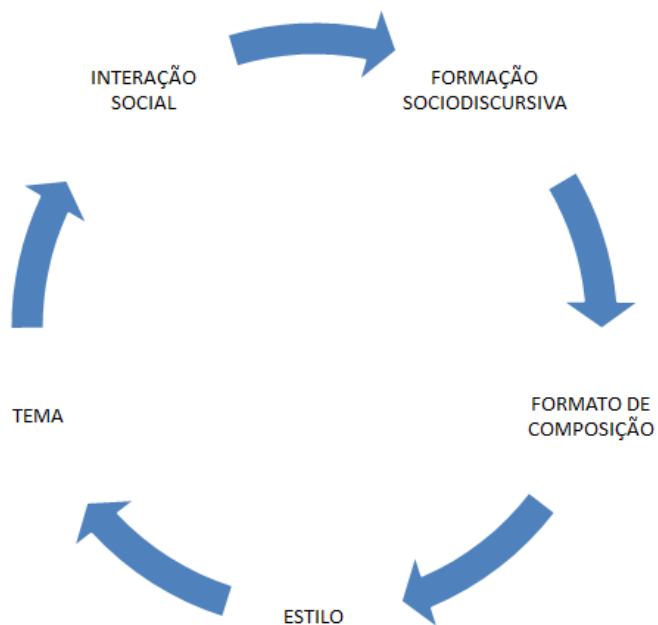 INTERAÇÃO
SOCIAL
FORMAÇÃO
SOCIODISCURSIVA
FORMATO DE
COMPOSIÇÃO
ESTILO
TEMA